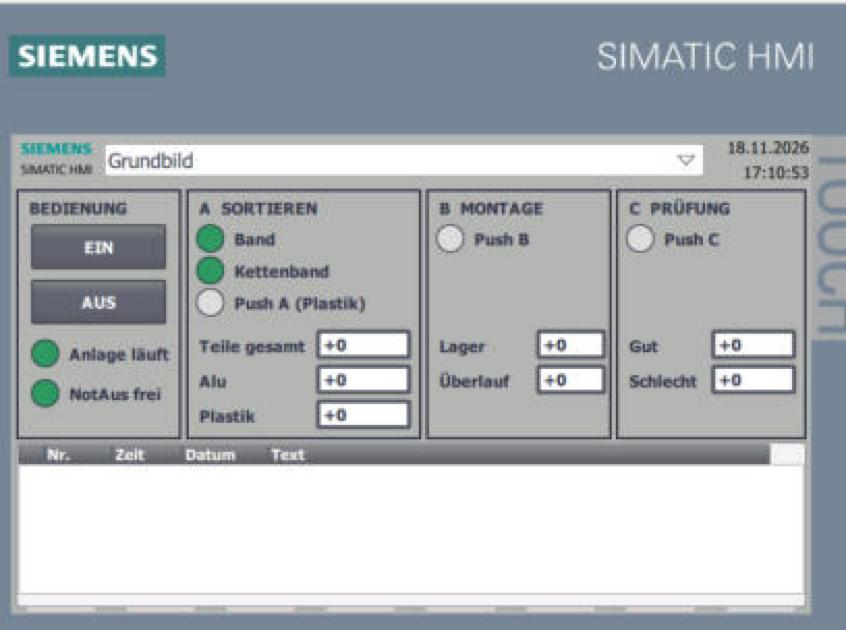 SIEMENS
SIMATIC HMI
SIEMENS
SIMATIC HMI
Grundbild
18.11.2026
17:10:53
TOUCH
BEDIENUNG
EIN
AUS
Anlage läuft
NotAus frei
A SORTIEREN
Band
Kettenband
Push A (Plastik)
Teile gesamt +0
Alu +0
Plastik +0
B MONTAGE
Push B
Lager +0
Überlauf +0
C PRÜFUNG
Push C
Gut +0
Schlecht +0
Nr. Zeit Datum Text